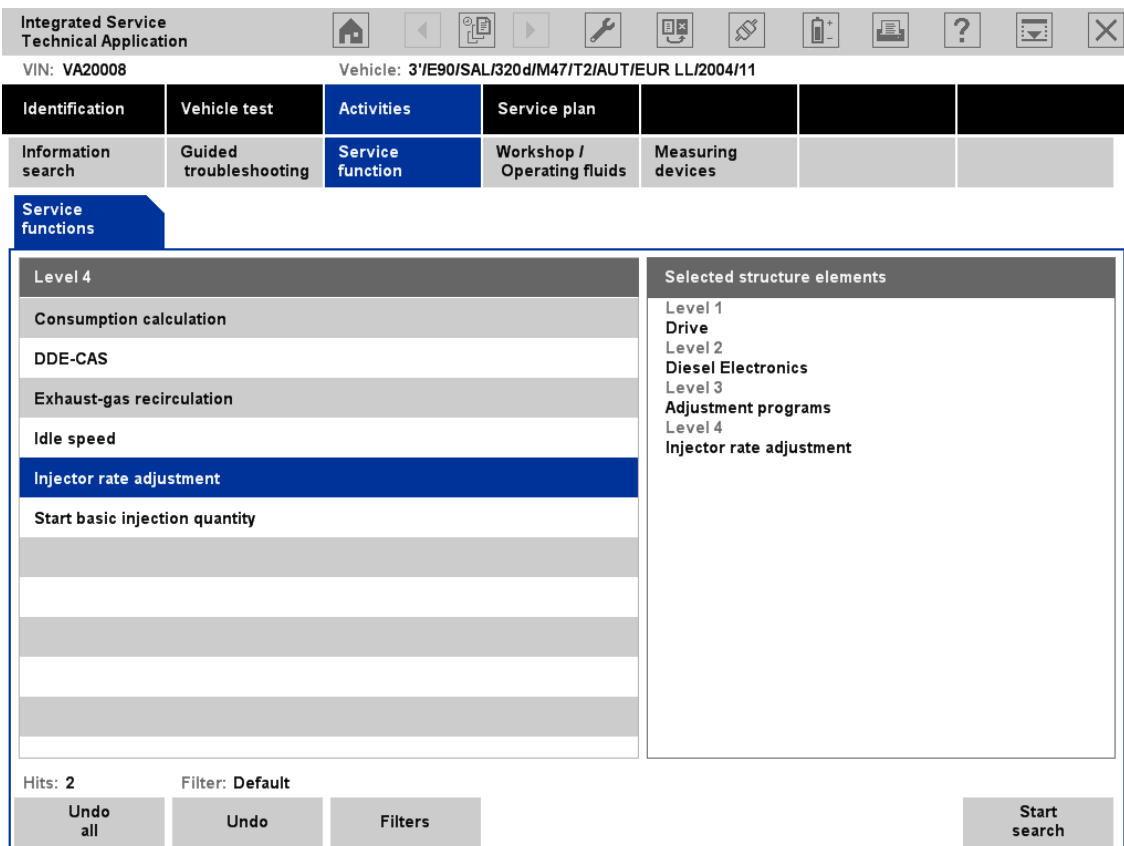 Integrated Service
Technical Application
?
VIN: VA20008
Vehicle: 3'/E90/SAL/320d/M47/T2/AUT/EUR LL/2004/11
Identification
Vehicle test
Activities
Service plan
Information
search
Guided
troubleshooting
Service
function
Workshop /
Operating fluids
Measuring
devices
Service
functions
Level 4
Consumption calculation
DDE-CAS
Exhaust-gas recirculation
Idle speed
Injector rate adjustment
Start basic injection quantity
Selected structure elements
Level 1
Drive
Level 2
Diesel Electronics
Level 3
Adjustment programs
Level 4
Injector rate adjustment
Hits: 2
Filter: Default
Undo
all
Undo
Filters
Start
search